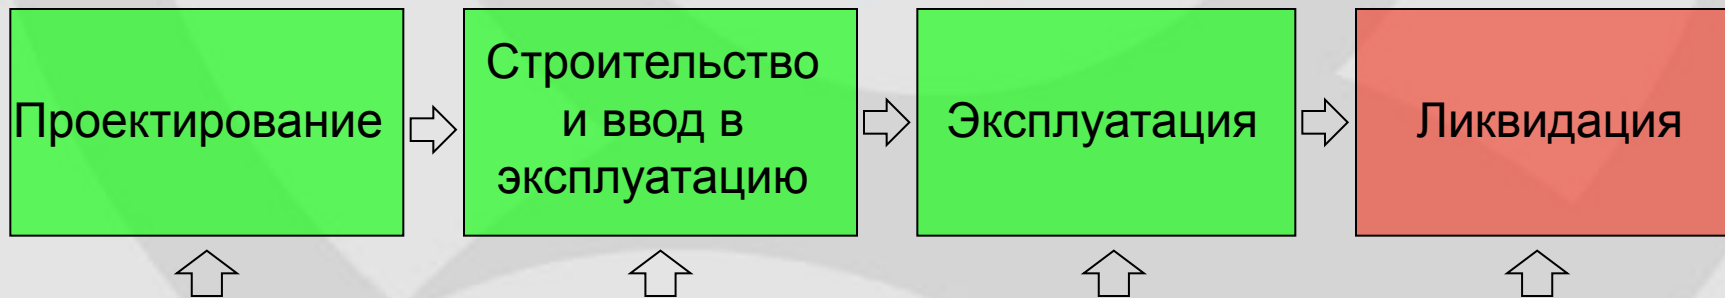 Проектирование
Строительство
и ввод в
эксплуатацию
Эксплуатация
Ликвидация